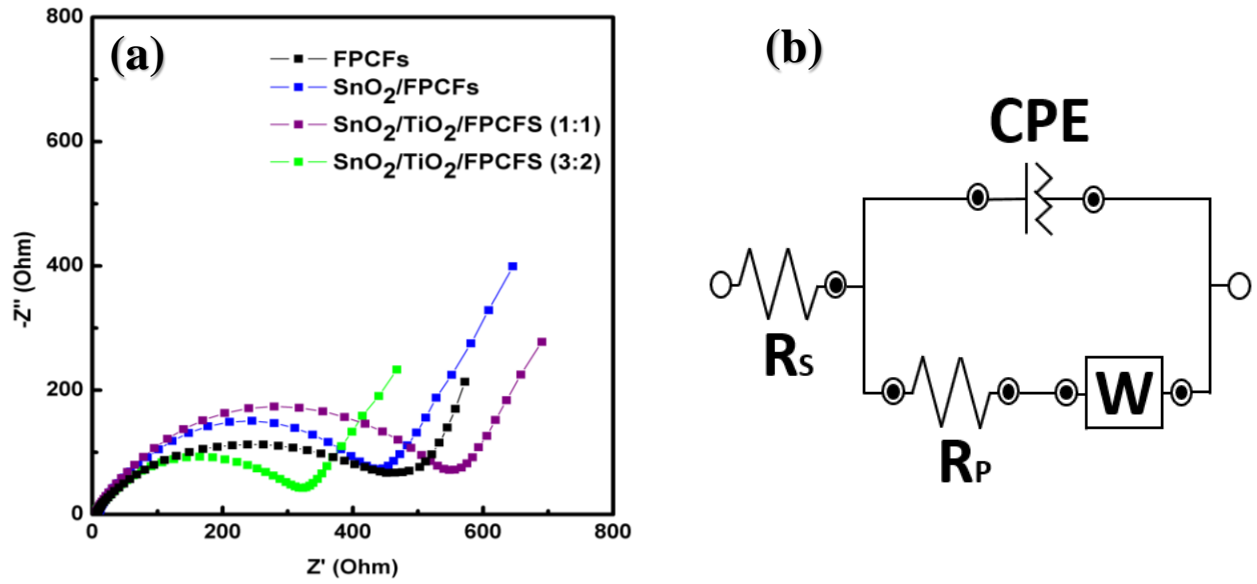 (a)
800
600
400
200
0
0
200
400
600
800
-Z'' (Ohm)
Z' (Ohm)
FPCFs
SnO2/FPCFs
SnO2/TiO2/FPCFS (1:1)
SnO2/TiO2/FPCFS (3:2)
(b)
CPE
RS
RP
W